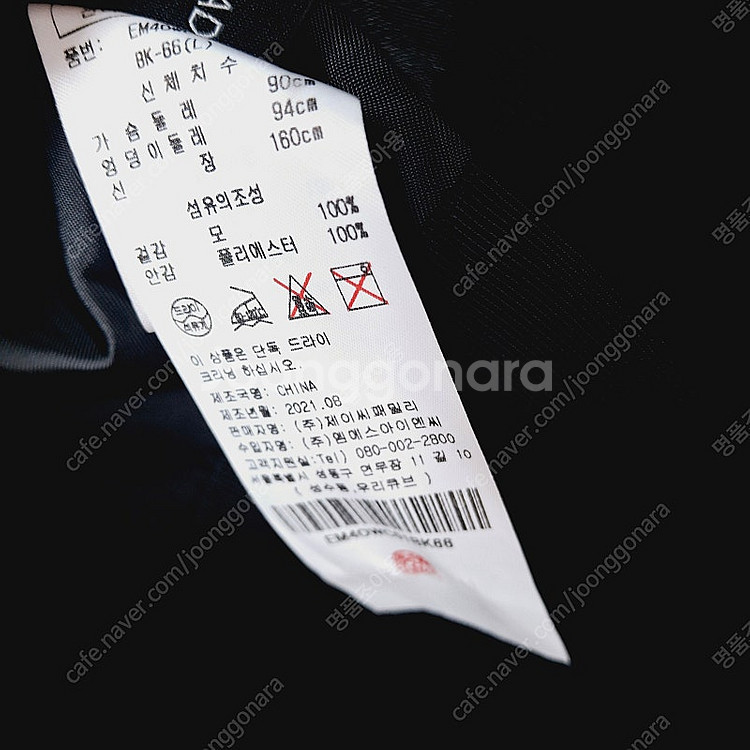 품번:
BK-66(L)
신 체 치 수
가 슴 둘 레 90cm
엉덩이둘레 94cm
신 장 160cm
섬유의조성
겉감 모 100%
안감 폴리에스터 100%
드라이
이 상품은 단독 드라이
크리닝 하십시오.
제조국명: CHINA
제조년월: 2021.08
판매자명: (주)제이씨패밀리
수입자명: (주)엠에스아이엔씨
고객지원실:Tel) 080-002-2800
서울특별시 성동구 연무장 11 길 10
( 성수동,우리큐브 )
joonggonara
cafe.naver.com/joonggonara